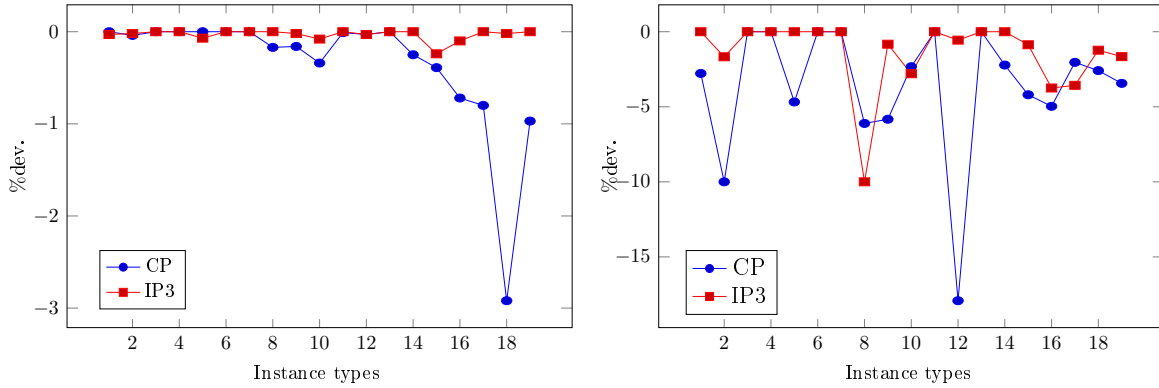 0
−1
−2
−3
%dev.
2 4 6 8 10 12 14 16 18
Instance types
CP
IP3
0
−5
−10
−15
%dev.
2 4 6 8 10 12 14 16 18
Instance types
CP
IP3